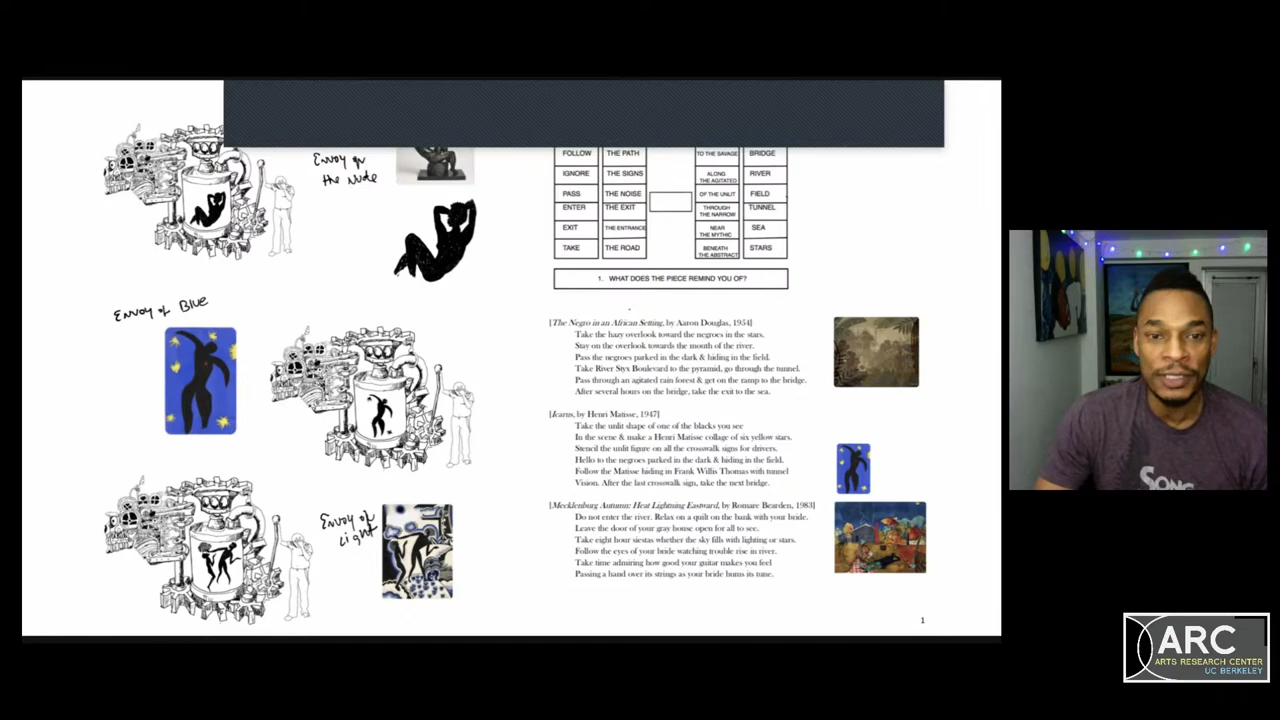 Envoy of
the Nude
Envoy of Blue
Envoy of
Light
FOLLOW THE PATH TO THE SAVAGE BRIDGE
IGNORE THE SIGNS ALONG THE AGITATED RIVER
PASS THE NOISE OF THE UNLIT FIELD
ENTER THE EXIT THROUGH THE NARROW TUNNEL
EXIT THE ENTRANCE NEAR THE MYTHIC SEA
TAKE THE ROAD BENEATH THE ABSTRACT STARS
1. WHAT DOES THE PIECE REMIND YOU OF?
[The Negro in an African Setting, by Aaron Douglas, 1954]
Take the hazy overlook toward the negroes in the stars.
Stay on the overlook towards the mouth of the river.
Pass the negroes parked in the dark & hiding in the field.
Take River Styx Boulevard to the pyramid, go through the tunnel.
Pass through an agitated rain forest & get on the ramp to the bridge.
After several hours on the bridge, take the exit to the sea.
[Icarus, by Henri Matisse, 1947]
Take the unlit shape of one of the blacks you see
In the scene & make a Henri Matisse collage of six yellow stars.
Stencil the unlit figure on all the crosswalk signs for drivers.
Hello to the negroes parked in the dark & hiding in the field.
Follow the Matisse hiding in Frank Willis Thomas with tunnel
Vision. After the last crosswalk sign, take the next bridge.
[Mecklenburg Autumn: Heat Lightning Eastward, by Romare Bearden, 1983]
Do not enter the river. Relax on a quilt on the bank with your bride.
Leave the door of your gray house open for all to see.
Take eight hour siestas whether the sky fills with lighting or stars.
Follow the eyes of your bride watching trouble rise in river.
Take time admiring how good your guitar makes you feel
Passing a hand over its strings as your bride hums its tune.
1
SONG
ARC
ARTS RESEARCH CENTER
UC BERKELEY